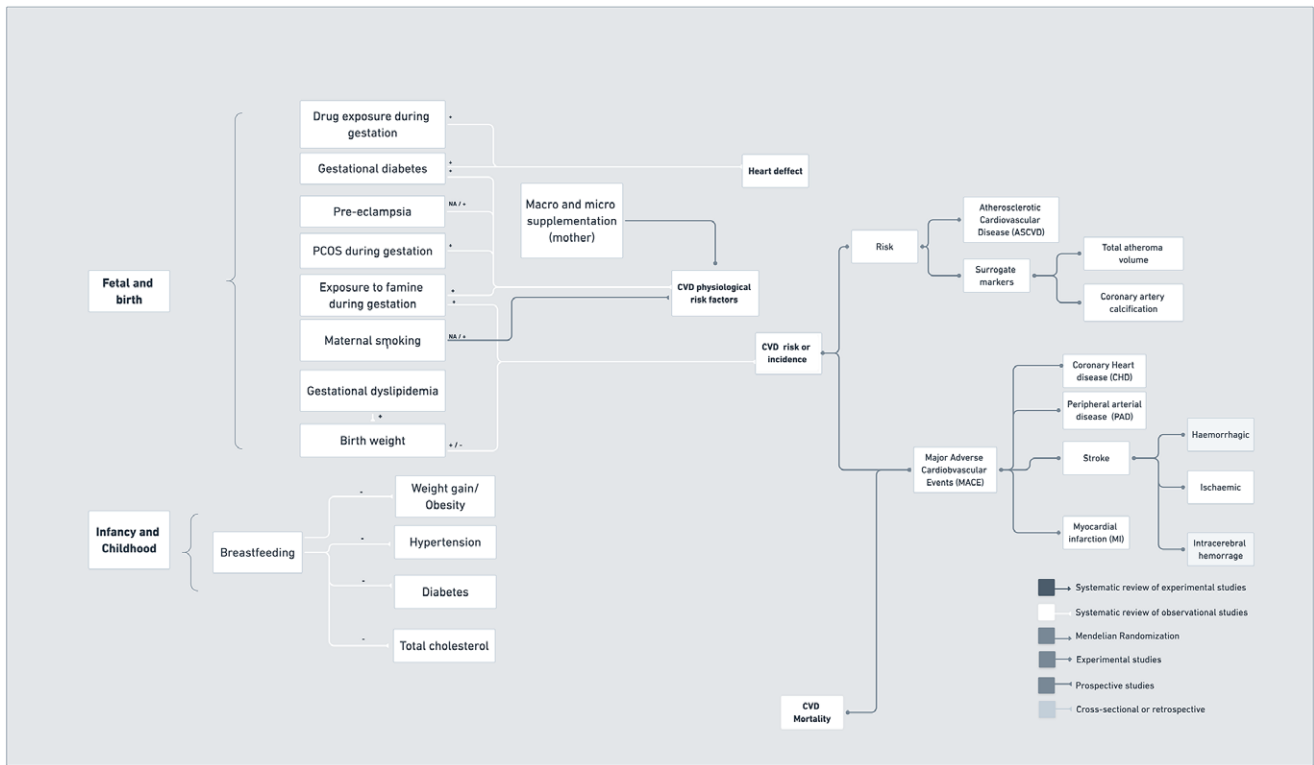 Drug exposure during
gestation
+
Gestational diabetes
+
+
Pre-eclampsia
NA / +
PCOS during gestation
+
Exposure to famine
during gestation
+
+
Maternal smoking
NA / +
Gestational dyslipidemia
+
Birth weight
+ / -
Fetal and
birth
Macro and micro
supplementation
(mother)
Heart deffect
CVD physiological
risk factors
CVD risk or
incidence
Risk
Atherosclerotic
Cardiovascular
Disease (ASCVD)
Surrogate
markers
Total atheroma
volume
Coronary artery
calcification
Major Adverse
Cardiobvascular
Events (MACE)
Coronary Heart
disease (CHD)
Peripheral arterial
disease (PAD)
Stroke
Myocardial
infarction (MI)
Haemorrhagic
Ischaemic
Intracerebral
hemorrage
CVD
Mortality
Infancy and
Childhood
Breastfeeding
-
Weight gain/
Obesity
-
Hypertension
-
Diabetes
-
Total cholesterol
Systematic review of experimental studies
Systematic review of observational studies
Mendelian Randomization
Experimental studies
Prospective studies
Cross-sectional or retrospective